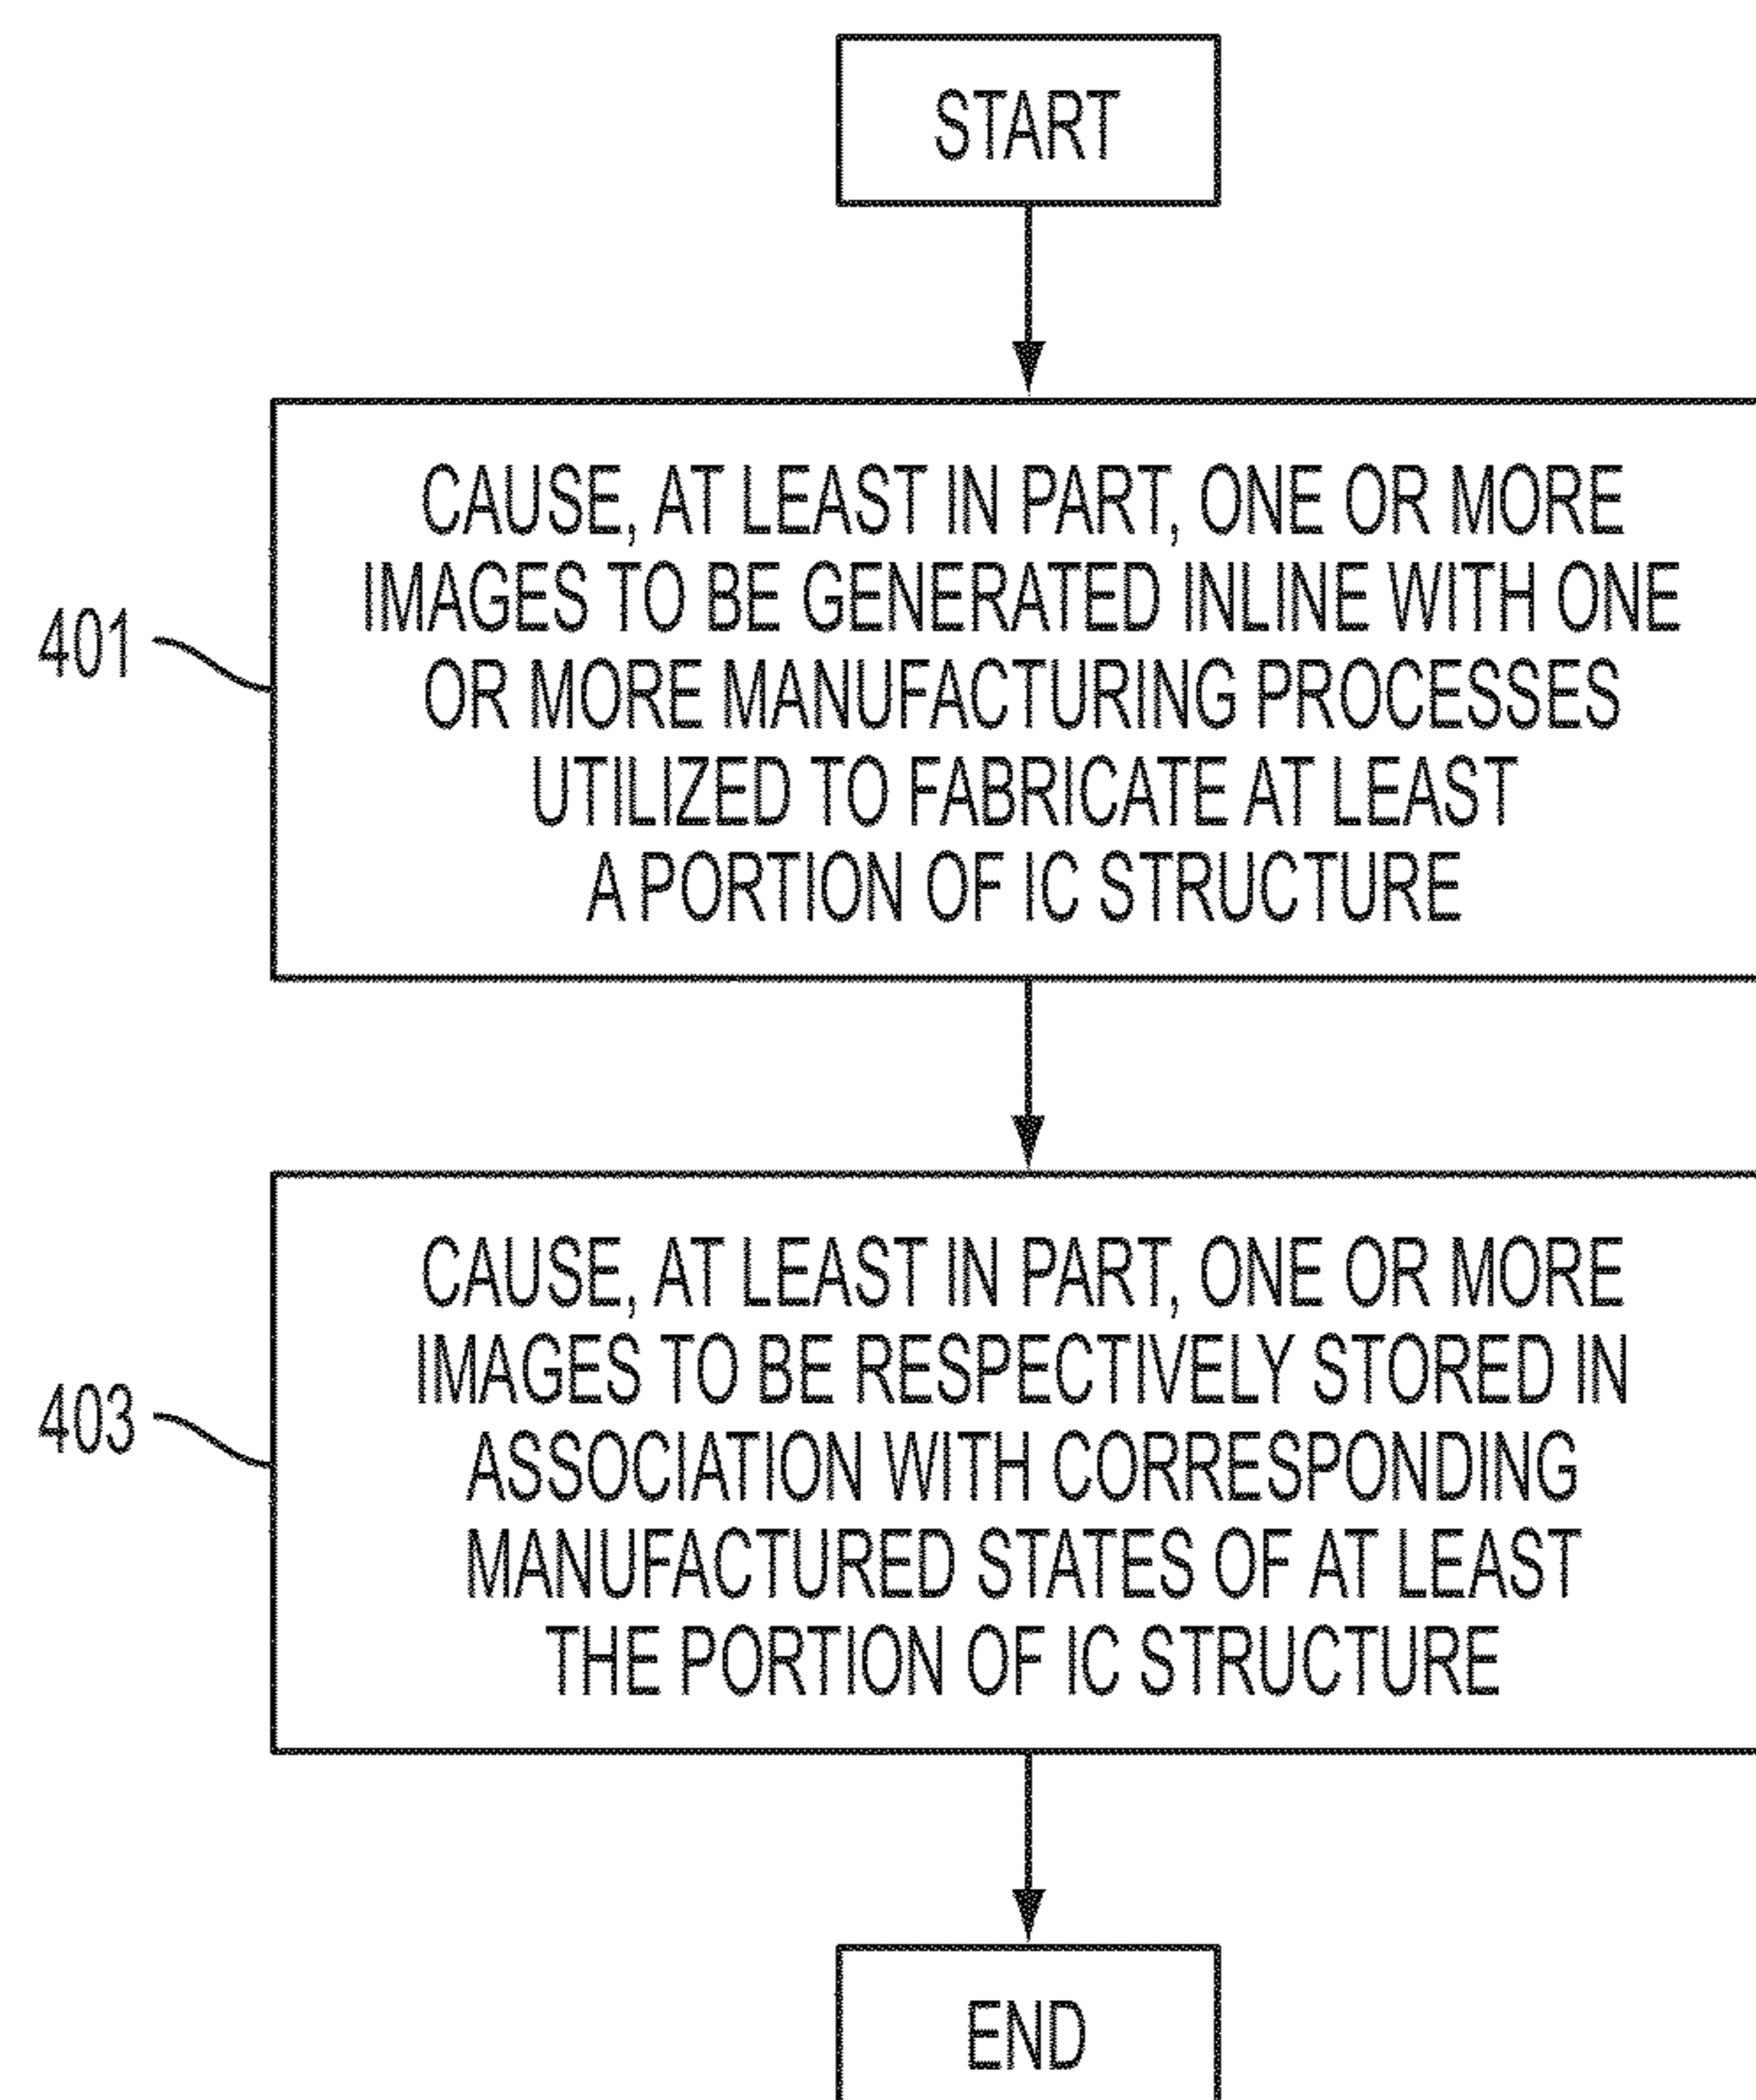 START
CAUSE, AT LEAST IN PART, ONE OR MORE
IMAGES TO BE GENERATED INLINE WITH ONE
OR MORE MANUFACTURING PROCESSES
UTILIZED TO FABRICATE AT LEAST
A PORTION OF IC STRUCTURE
401
CAUSE, AT LEAST IN PART, ONE OR MORE
IMAGES TO BE RESPECTIVELY STORED IN
ASSOCIATION WITH CORRESPONDING
MANUFACTURED STATES OF AT LEAST
THE PORTION OF IC STRUCTURE
403
END